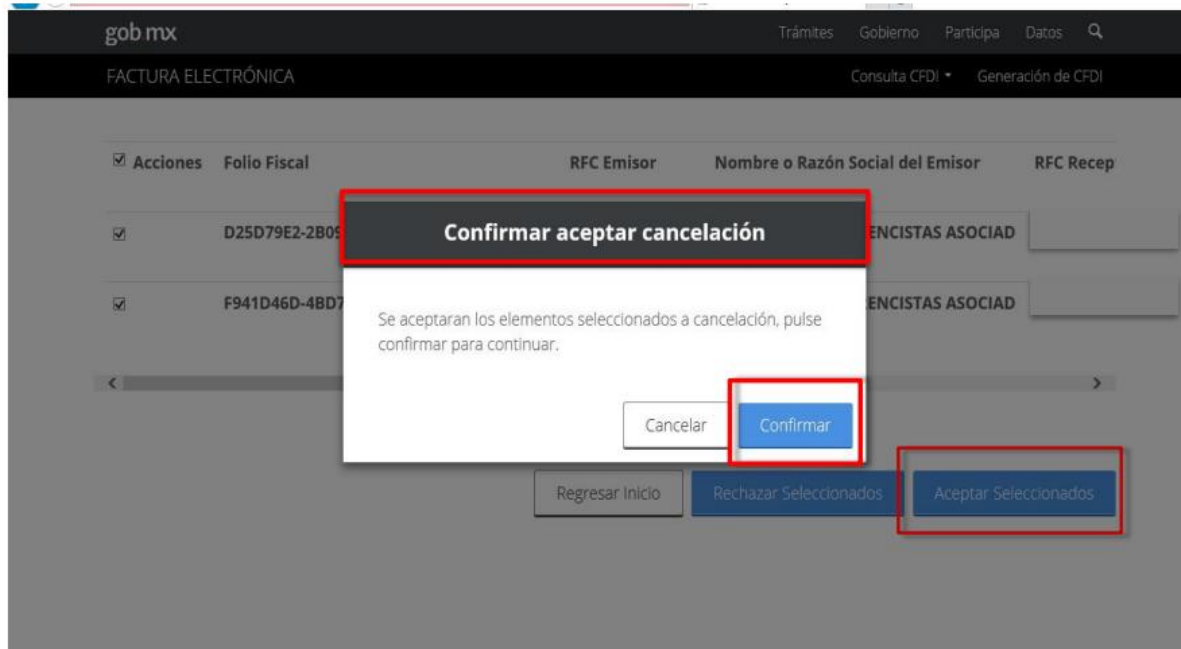 gob mx
Trámites Gobierno Participa Datos
FACTURA ELECTRÓNICA
Consulta CFDI Generación de CFDI
Acciones Folio Fiscal RFC Emisor Nombre o Razón Social del Emisor RFC Recep
D25D79E2-2B09 ENCISTAS ASOCIAD
F941D46D-4BD7 ENCISTAS ASOCIAD
Confirmar aceptar cancelación
Se aceptaran los elementos seleccionados a cancelación, pulse
confirmar para continuar.
Cancelar Confirmar
Regresar Inicio Rechazar Seleccionados Aceptar Seleccionados